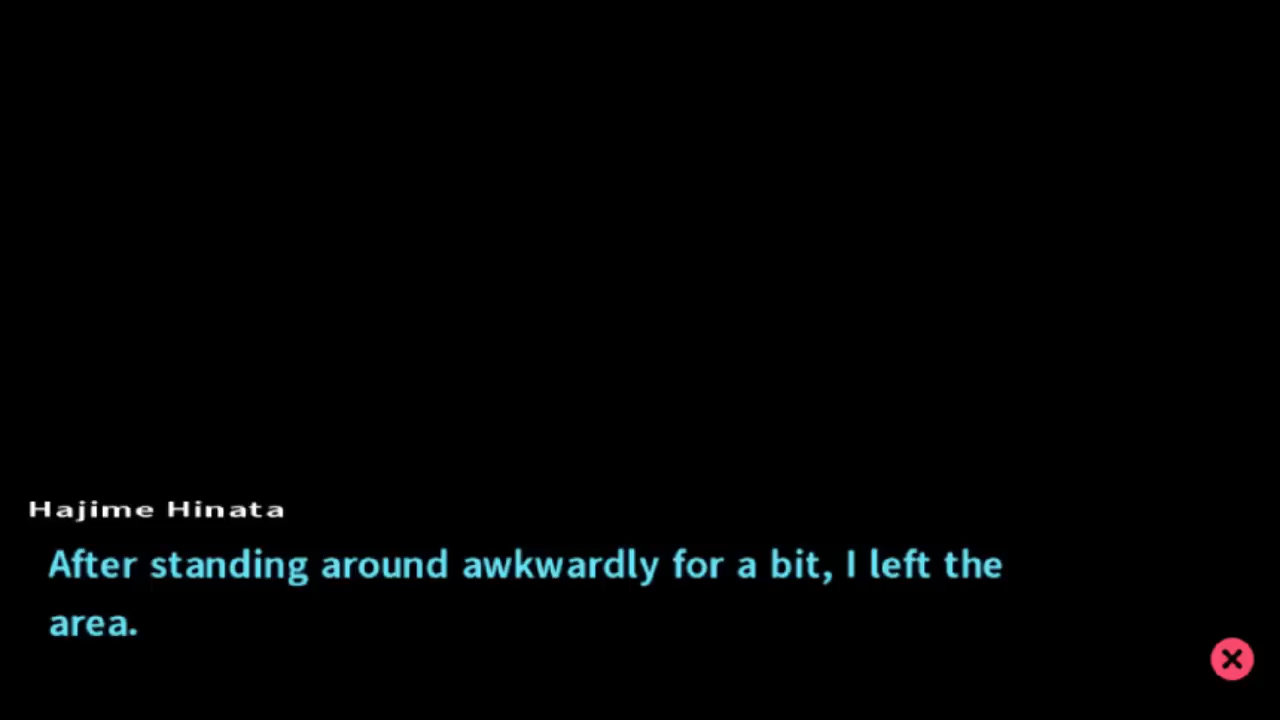 Hajime Hinata
After standing around awkwardly for a bit, I left the
area.